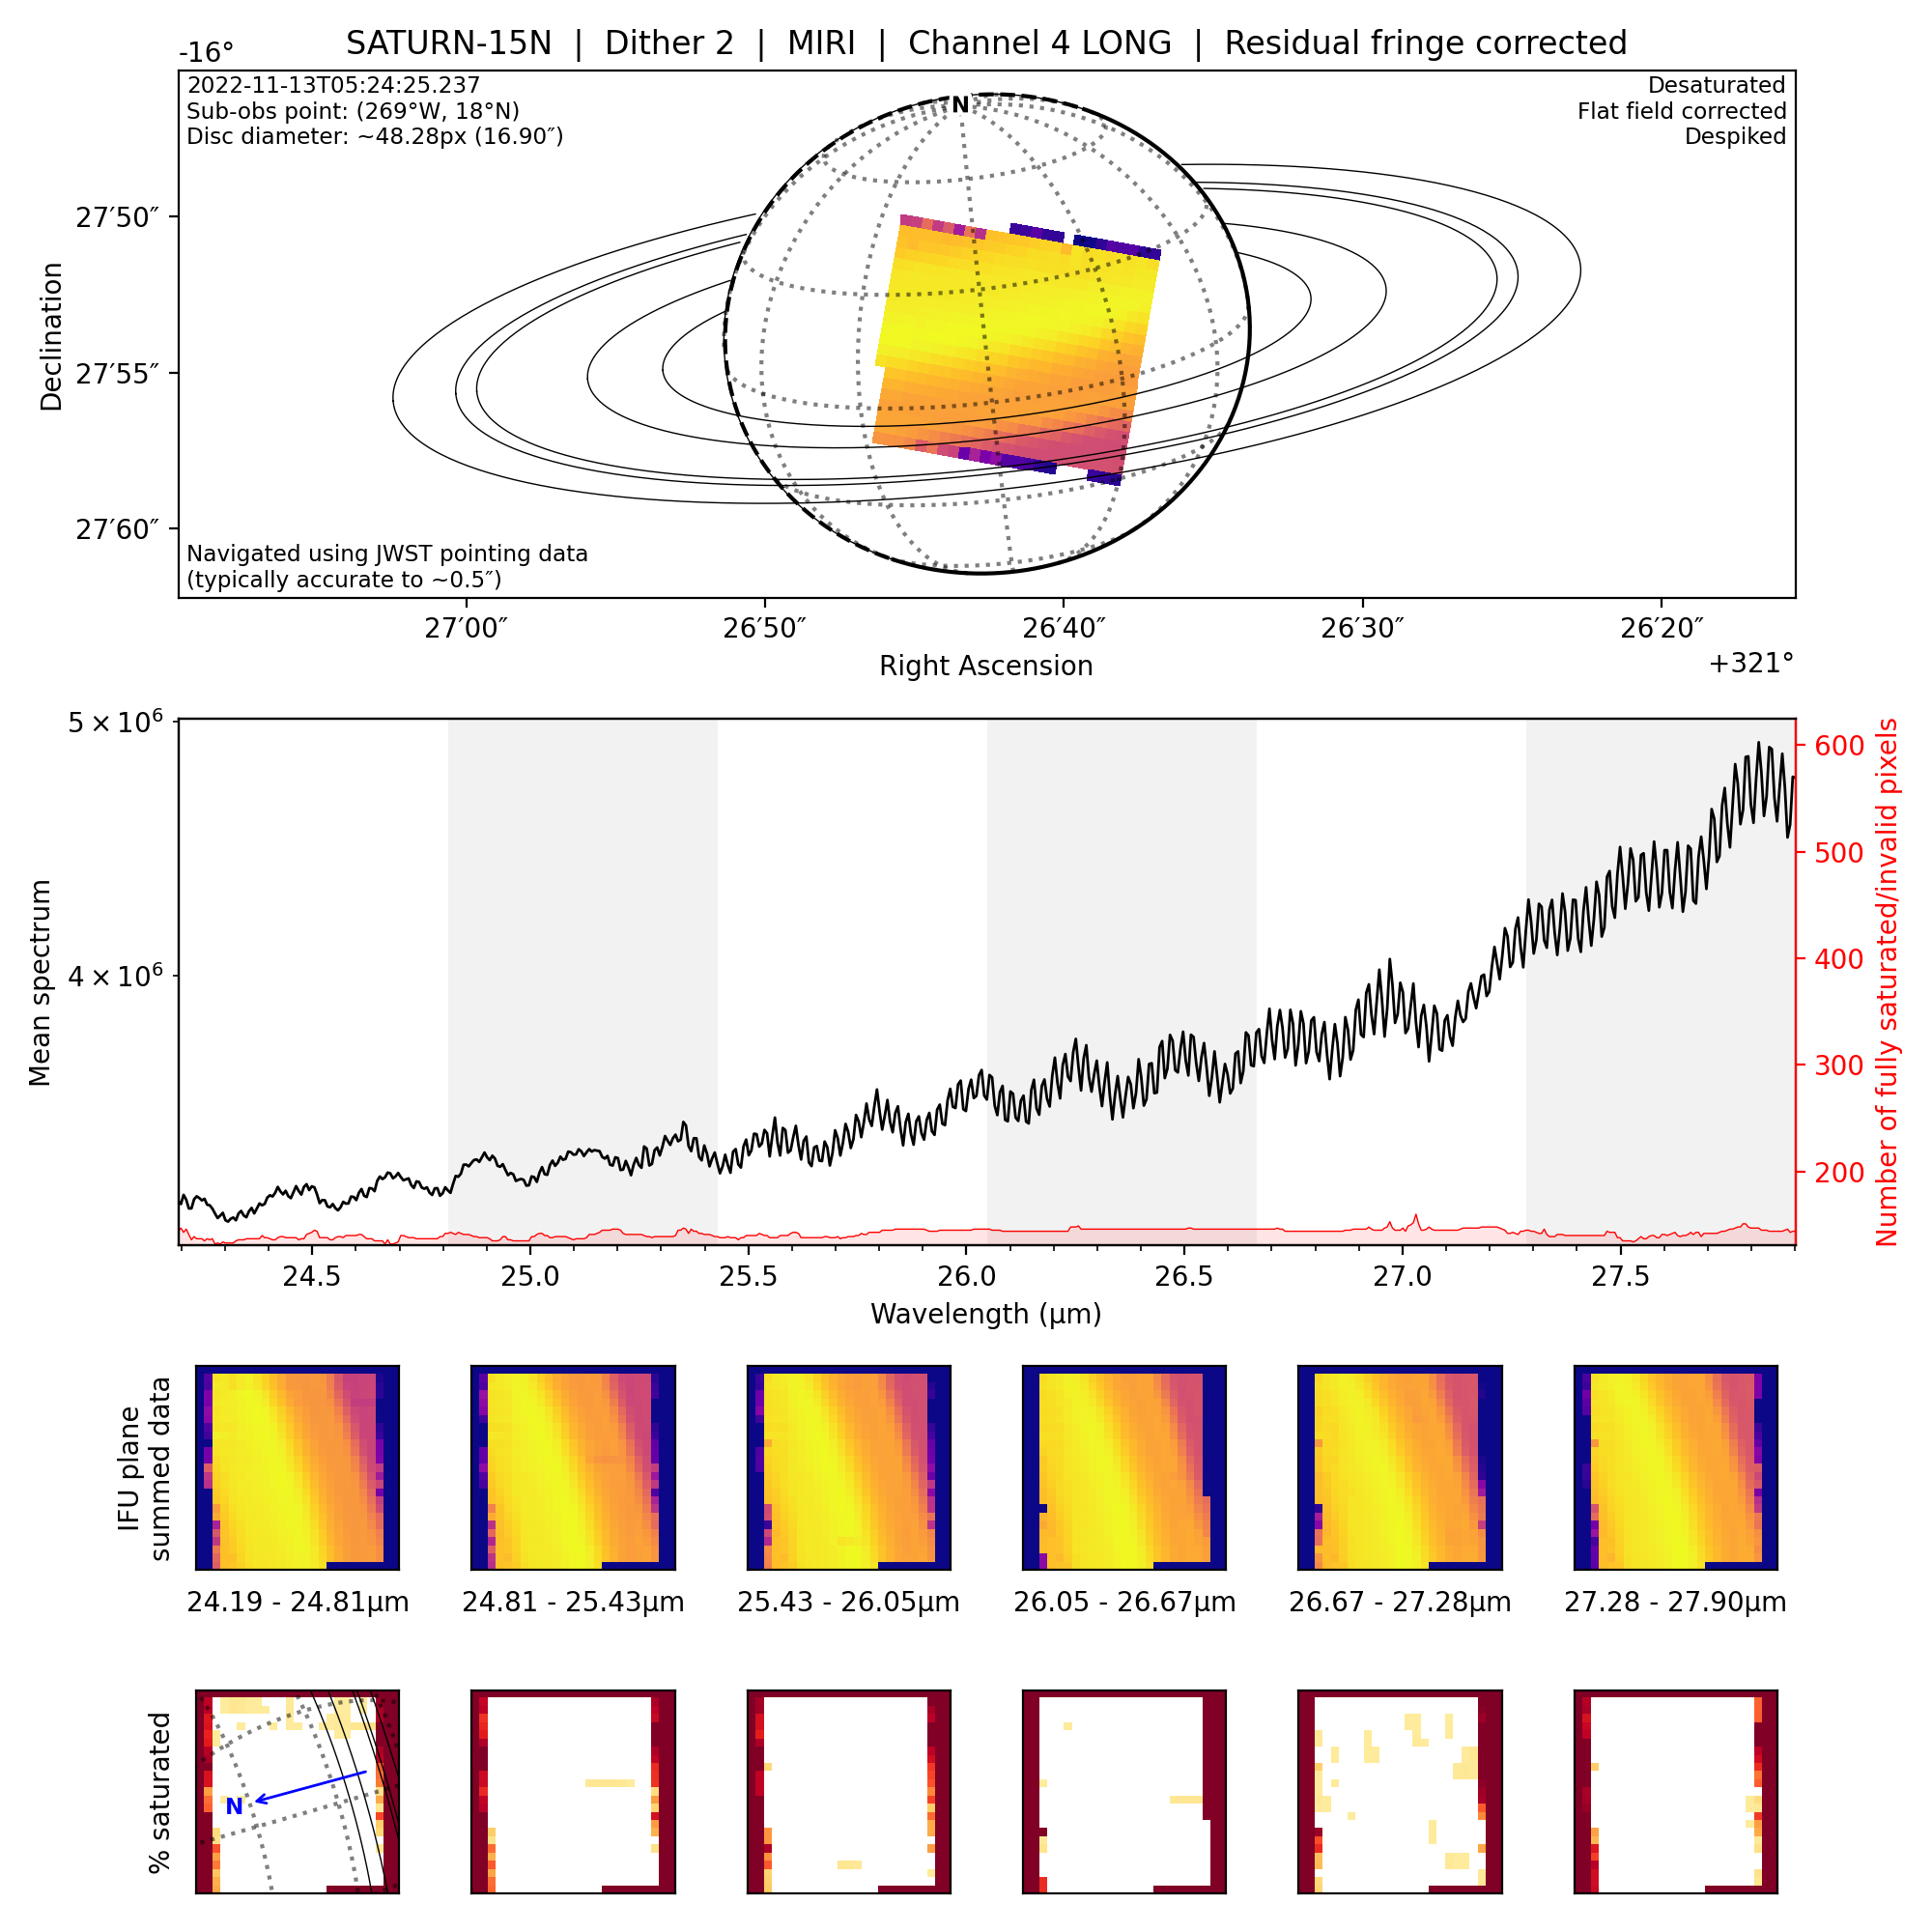 SATURN-15N | Dither 2 | MIRI | Channel 4 LONG | Residual fringe corrected
-16°
2022-11-13T05:24:25.237
Sub-obs point: (269°W, 18°N)
Disc diameter: ~48.28px (16.90″)
Desaturated
Flat field corrected
Despiked
N
27′50″
27′55″
27′60″
Declination
Navigated using JWST pointing data
(typically accurate to ~0.5″)
27′00″ 26′50″ 26′40″ 26′30″ 26′20″
Right Ascension
+321°
5 × 10⁶
4 × 10⁶
Mean spectrum
600
500
400
300
200
Number of fully saturated/invalid pixels
24.5 25.0 25.5 26.0 26.5 27.0 27.5
Wavelength (µm)
IFU plane
summed data
24.19 - 24.81µm 24.81 - 25.43µm 25.43 - 26.05µm 26.05 - 26.67µm 26.67 - 27.28µm 27.28 - 27.90µm
% saturated
N